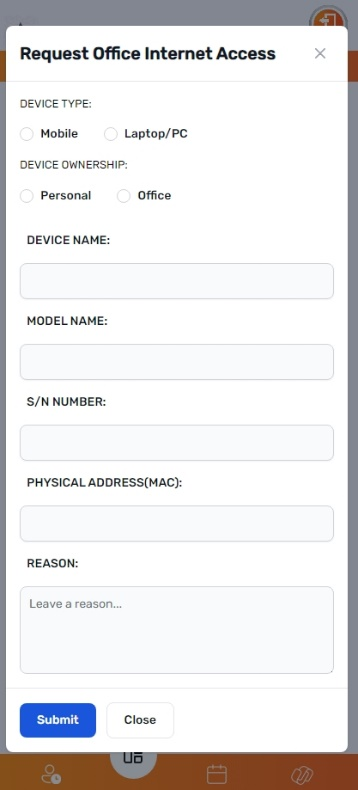 Request Office Internet Access
DEVICE TYPE:
Mobile Laptop/PC
DEVICE OWNERSHIP:
Personal Office
DEVICE NAME:
MODEL NAME:
S/N NUMBER:
PHYSICAL ADDRESS(MAC):
REASON:
Leave a reason...
Submit Close